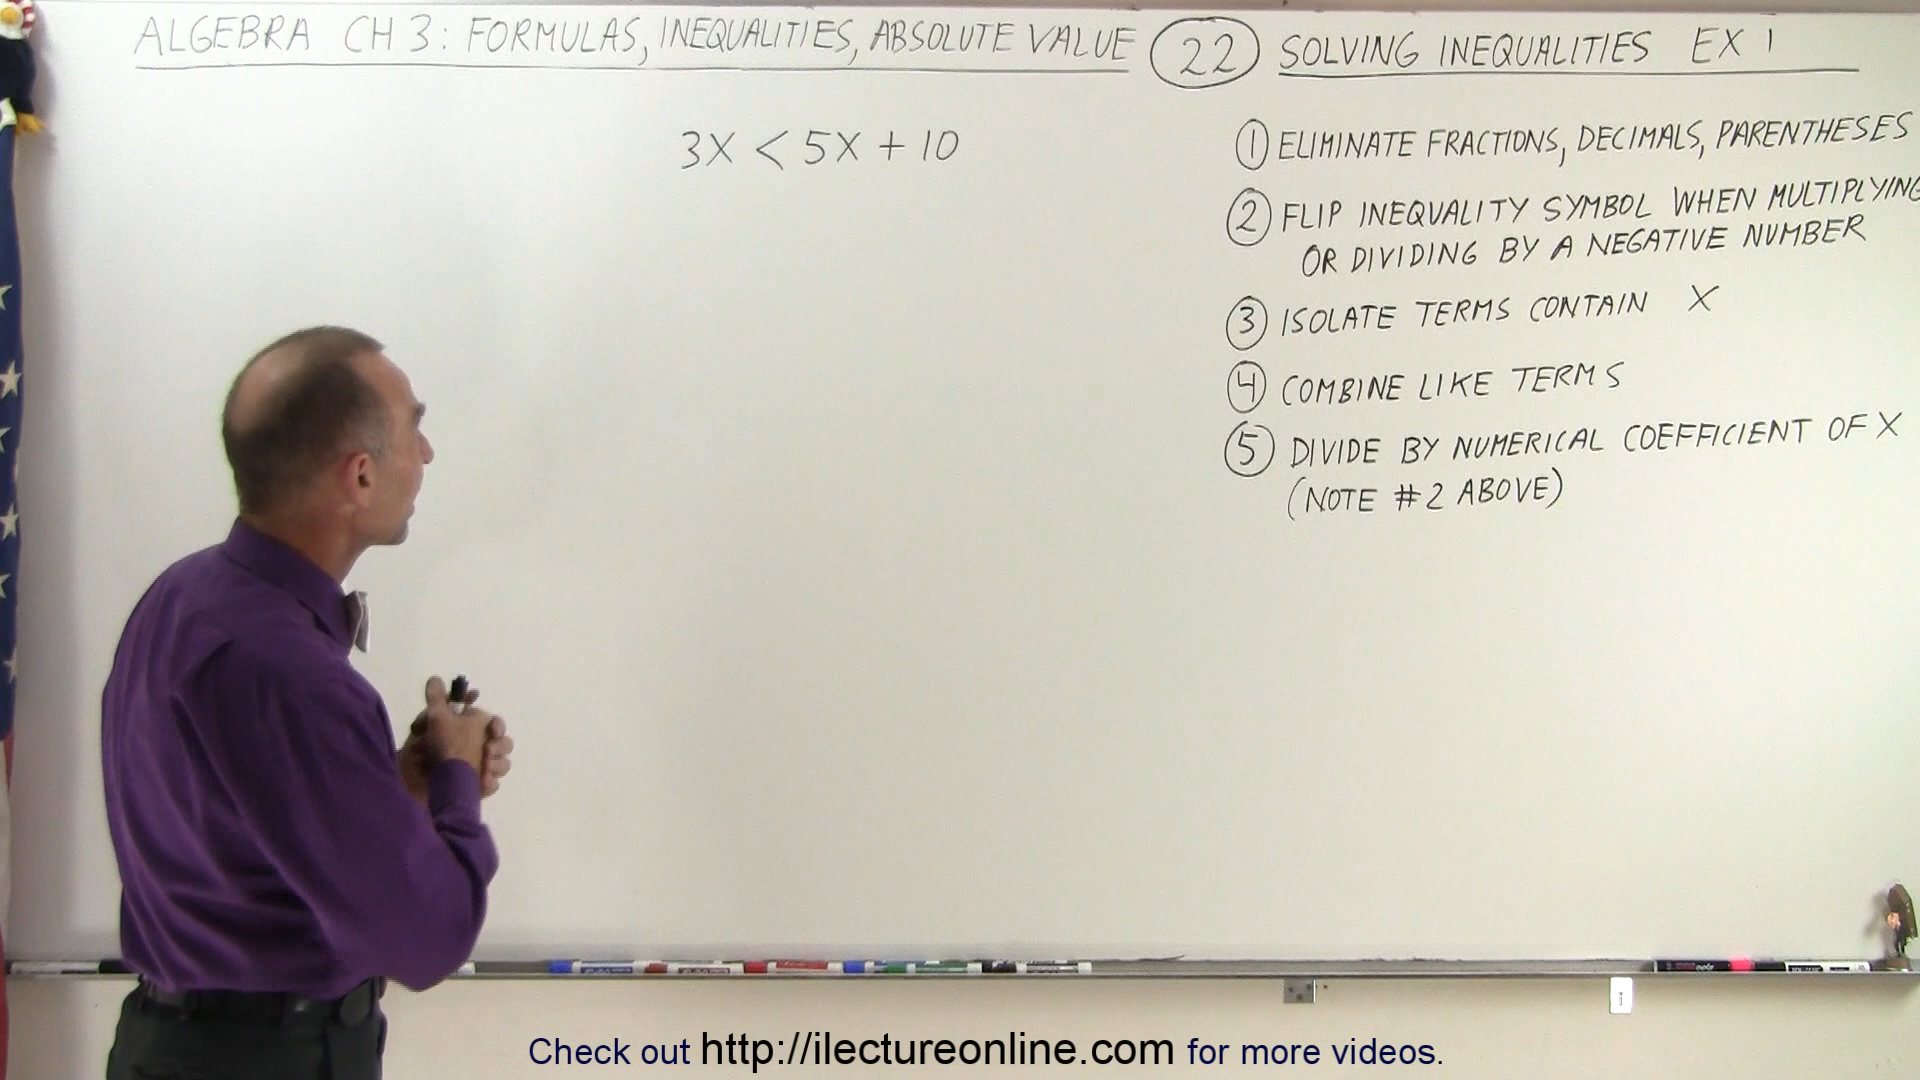 ALGEBRA CH 3: FORMULAS, INEQUALITIES, ABSOLUTE VALUE 22 SOLVING INEQUALITIES EX 1
3X < 5X + 10
1 ELIMINATE FRACTIONS, DECIMALS, PARENTHESES
2 FLIP INEQUALITY SYMBOL WHEN MULTIPLYING
OR DIVIDING BY A NEGATIVE NUMBER
3 ISOLATE TERMS CONTAIN X
4 COMBINE LIKE TERMS
5 DIVIDE BY NUMERICAL COEFFICIENT OF X
(NOTE #2 ABOVE)
Check out http://ilectureonline.com for more videos.